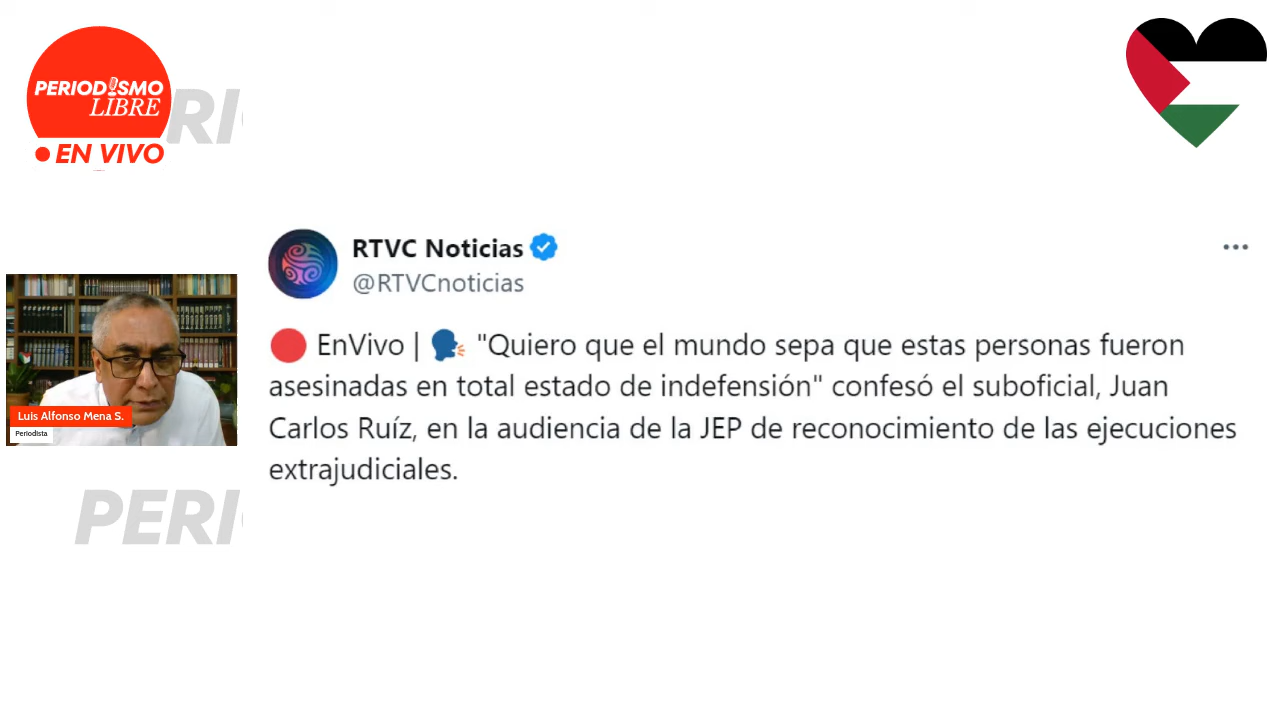 PERIODISMO
LIBRE
EN VIVO
PERI
RTVC Noticias
@RTVCnoticias
EnVivo | "Quiero que el mundo sepa que estas personas fueron
asesinadas en total estado de indefensión" confesó el suboficial, Juan
Carlos Ruíz, en la audiencia de la JEP de reconocimiento de las ejecuciones
extrajudiciales.
Luis Alfonso Mena S.
Periodista
PERI